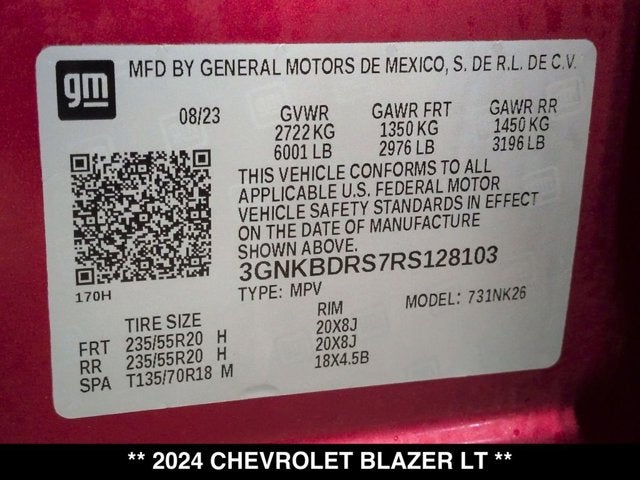 gm
MFD BY GENERAL MOTORS DE MEXICO, S. DE R.L. DE C.V.
08/23 GVWR GAWR FRT GAWR RR
2722 KG 1350 KG 1450 KG
6001 LB 2976 LB 3196 LB
THIS VEHICLE CONFORMS TO ALL
APPLICABLE U.S. FEDERAL MOTOR
VEHICLE SAFETY STANDARDS IN EFFECT
ON THE DATE OF MANUFACTURE
SHOWN ABOVE.
3GNKBDRS7RS128103
170H
TYPE: MPV MODEL: 731NK26
TIRE SIZE RIM
FRT 235/55R20 H 20X8J
RR 235/55R20 H 20X8J
SPA T135/70R18 M 18X4.5B
** 2024 CHEVROLET BLAZER LT **